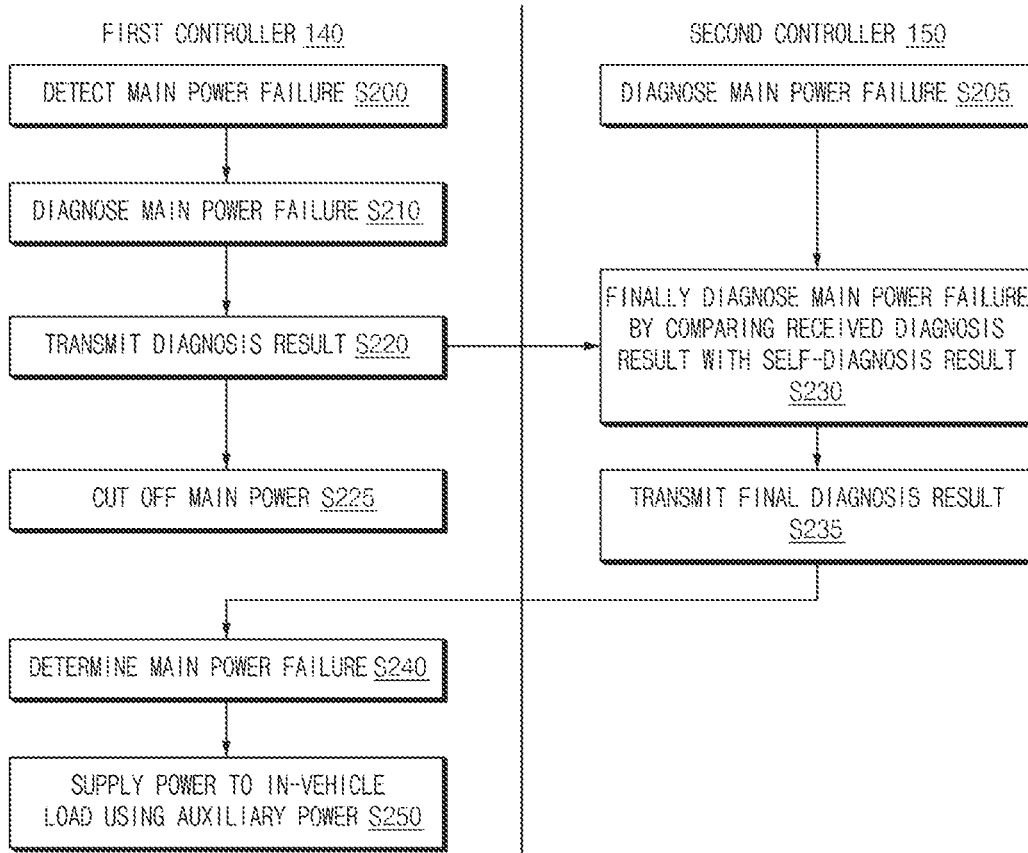 FIRST CONTROLLER 140
DETECT MAIN POWER FAILURE S200
DIAGNOSE MAIN POWER FAILURE S210
TRANSMIT DIAGNOSIS RESULT S220
CUT OFF MAIN POWER S225
DETERMINE MAIN POWER FAILURE S240
SUPPLY POWER TO IN-VEHICLE
LOAD USING AUXILIARY POWER S250
SECOND CONTROLLER 150
DIAGNOSE MAIN POWER FAILURE S205
FINALLY DIAGNOSE MAIN POWER FAILURE
BY COMPARING RECEIVED DIAGNOSIS
RESULT WITH SELF-DIAGNOSIS RESULT
S230
TRANSMIT FINAL DIAGNOSIS RESULT
S235